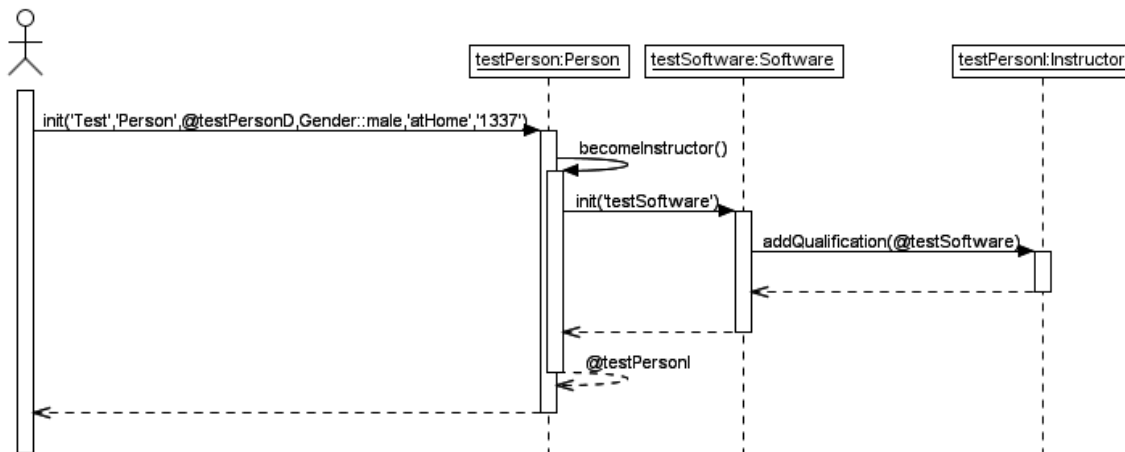 testPerson:Person
testSoftware:Software
testPersonI:Instructor
init('Test','Person',@testPersonD,Gender::male,'atHome','1337')
becomeInstructor()
init('testSoftware')
addQualification(@testSoftware)
@testPersonI